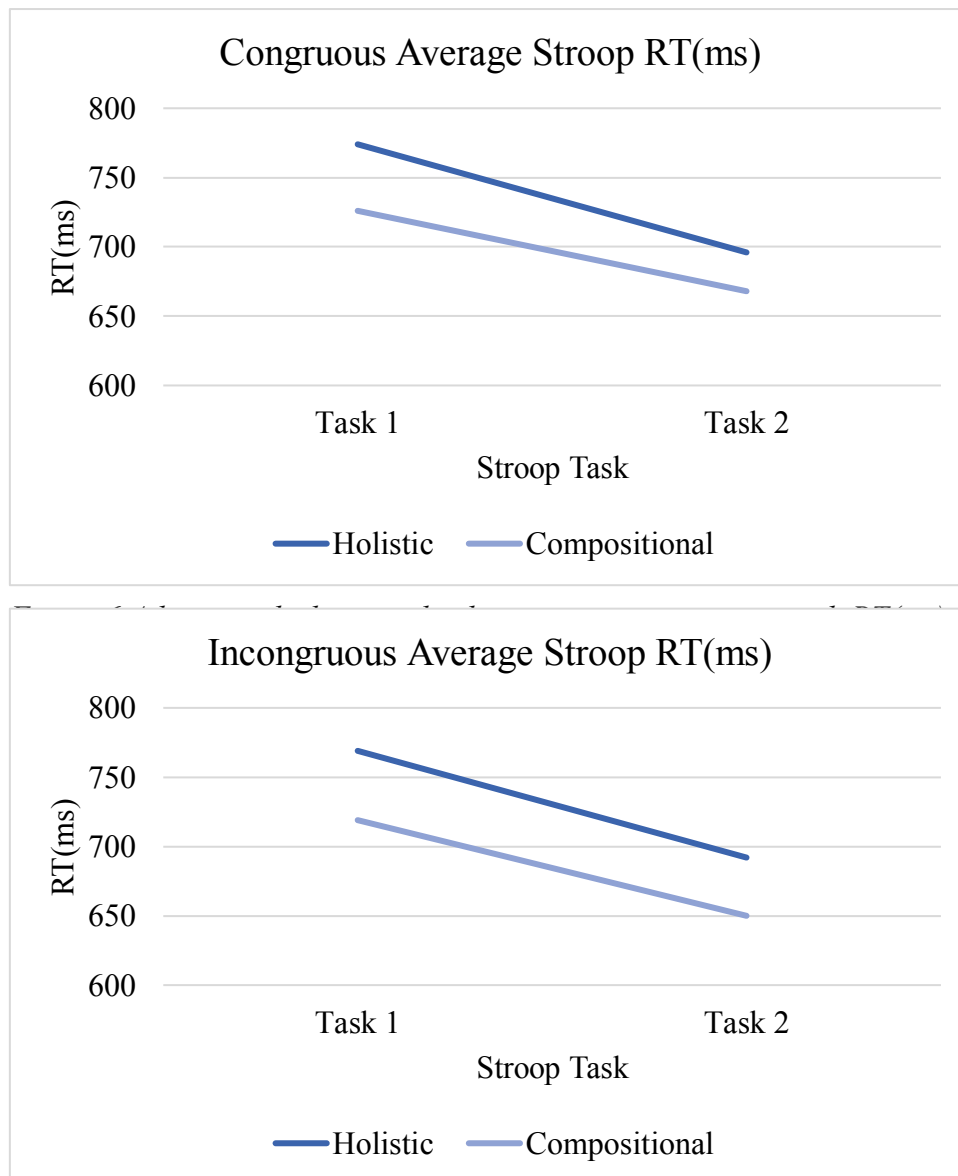 Congruous Average Stroop RT(ms)
800
750
700
650
600
RT(ms)
Task 1 Task 2
Stroop Task
Holistic Compositional
Incongruous Average Stroop RT(ms)
800
750
700
650
600
RT(ms)
Task 1 Task 2
Stroop Task
Holistic Compositional